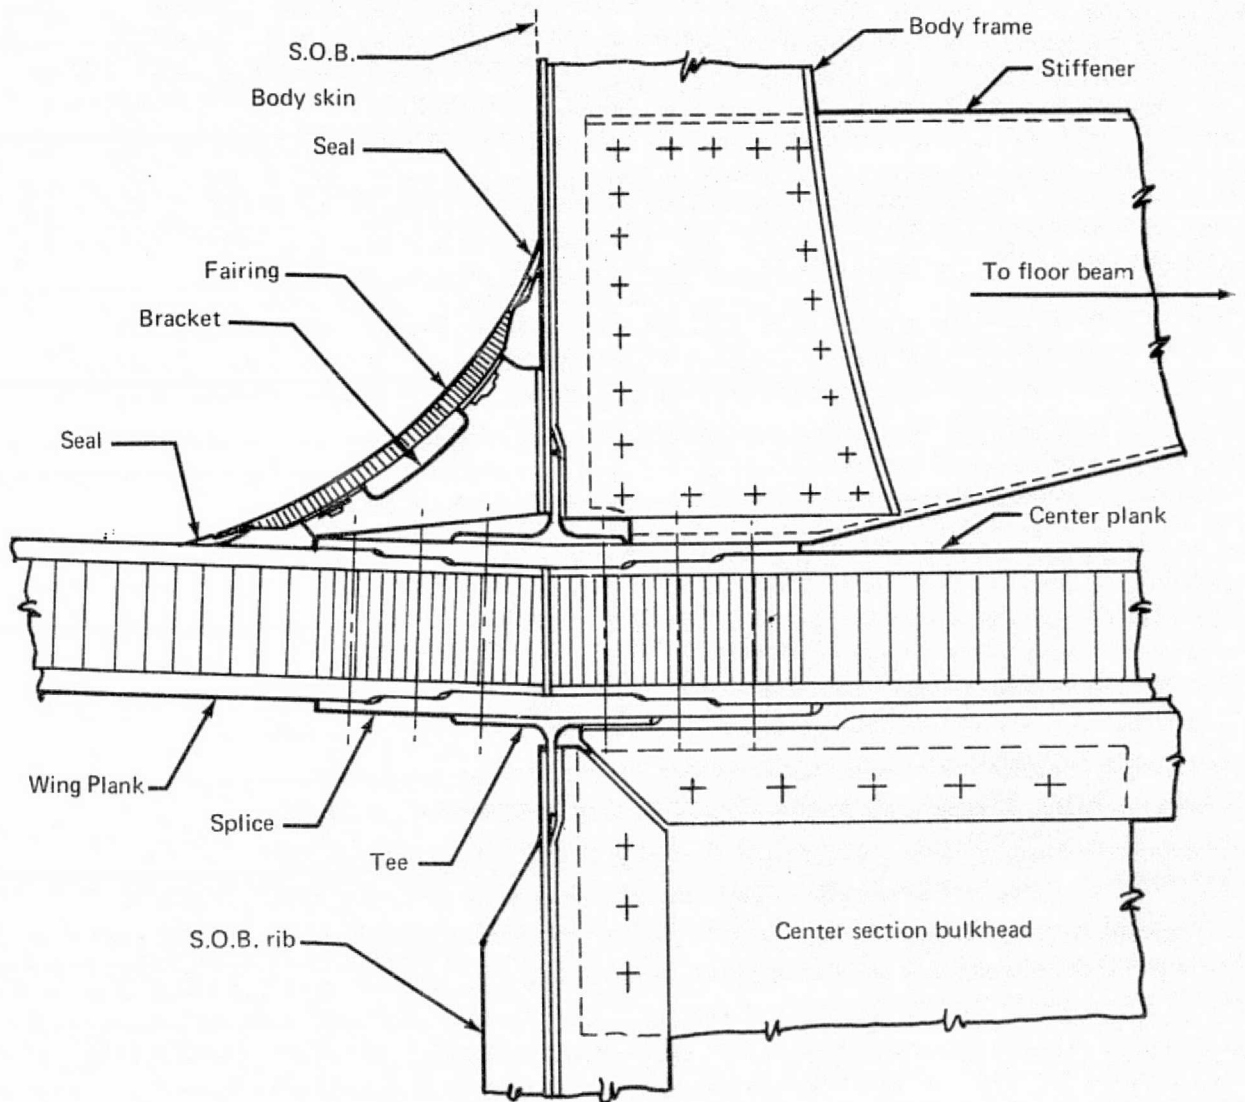 S.O.B.
Body frame
Stiffener
Body skin
Seal
Fairing
To floor beam
Bracket
Seal
Center plank
Wing Plank
Splice
Tee
S.O.B. rib
Center section bulkhead